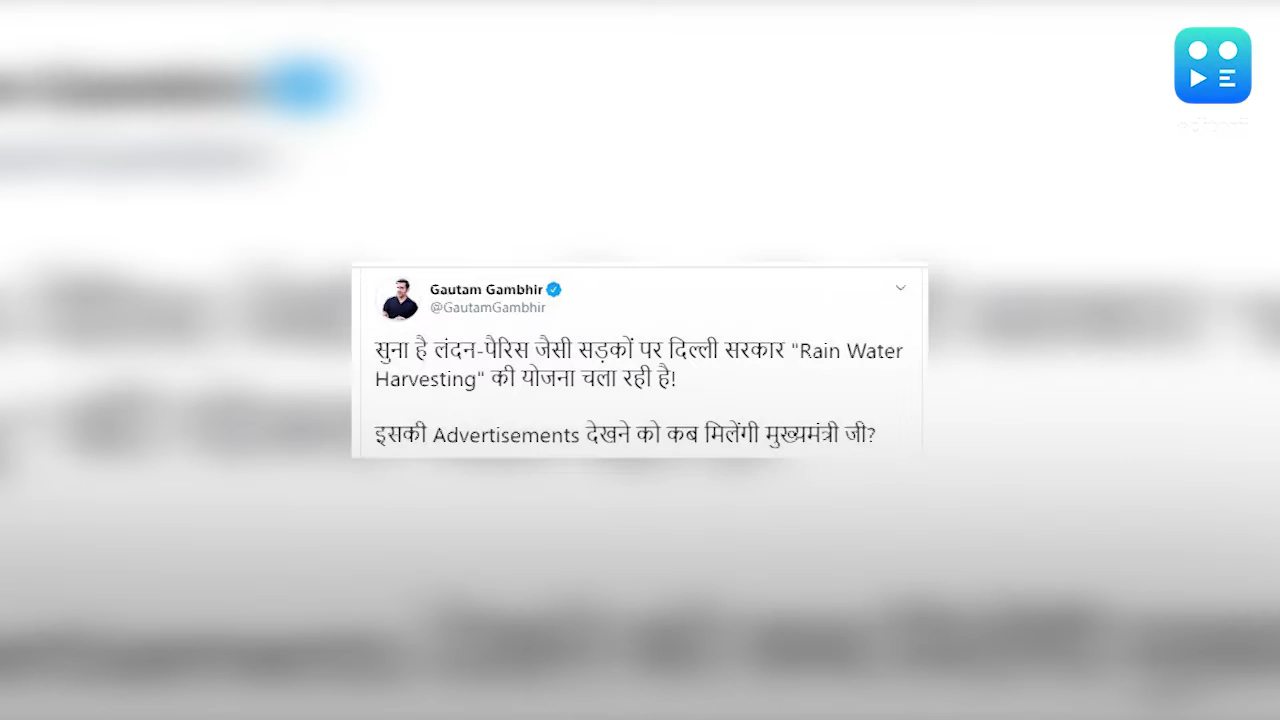 Gautam Gambhir
@GautamGambhir
सुना है लंदन-पैरिस जैसी सड़कों पर दिल्ली सरकार "Rain Water
Harvesting" की योजना चला रही है!
इसकी Advertisements देखने को कब मिलेंगी मुख्यमंत्री जी?